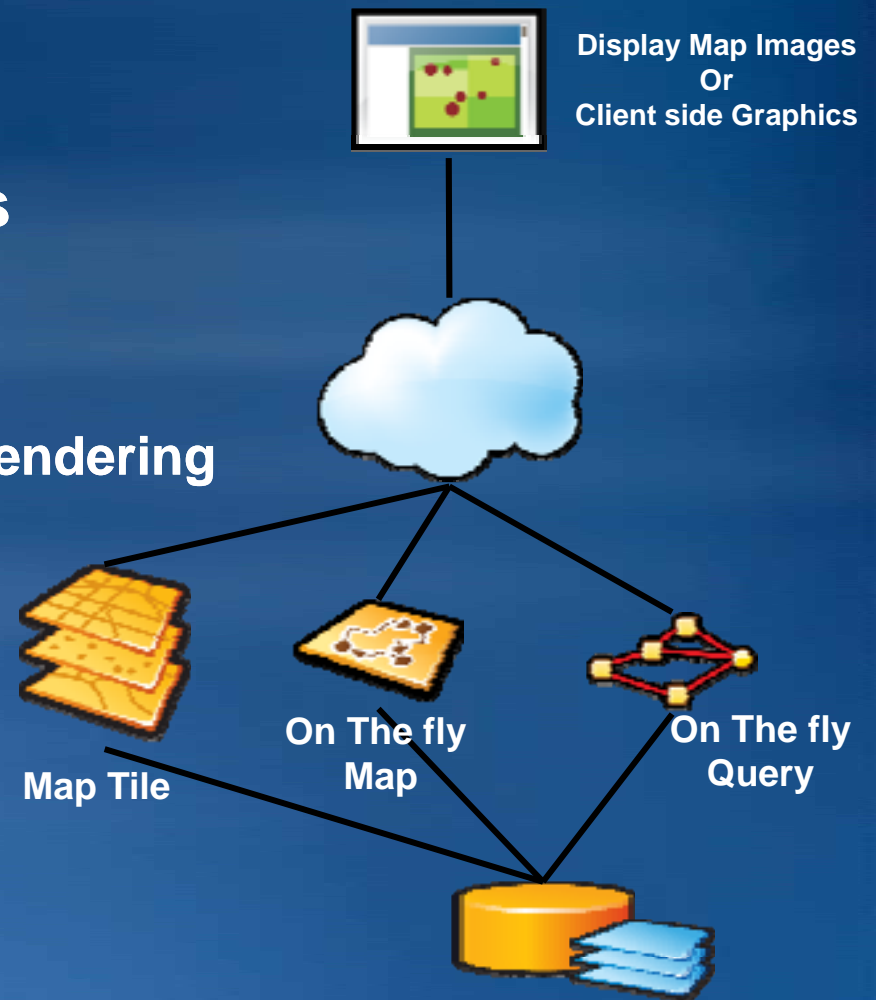 Display Map Images
Or
Client side Graphics
s
endering
Map Tile
On The fly
Map
On The fly
Query